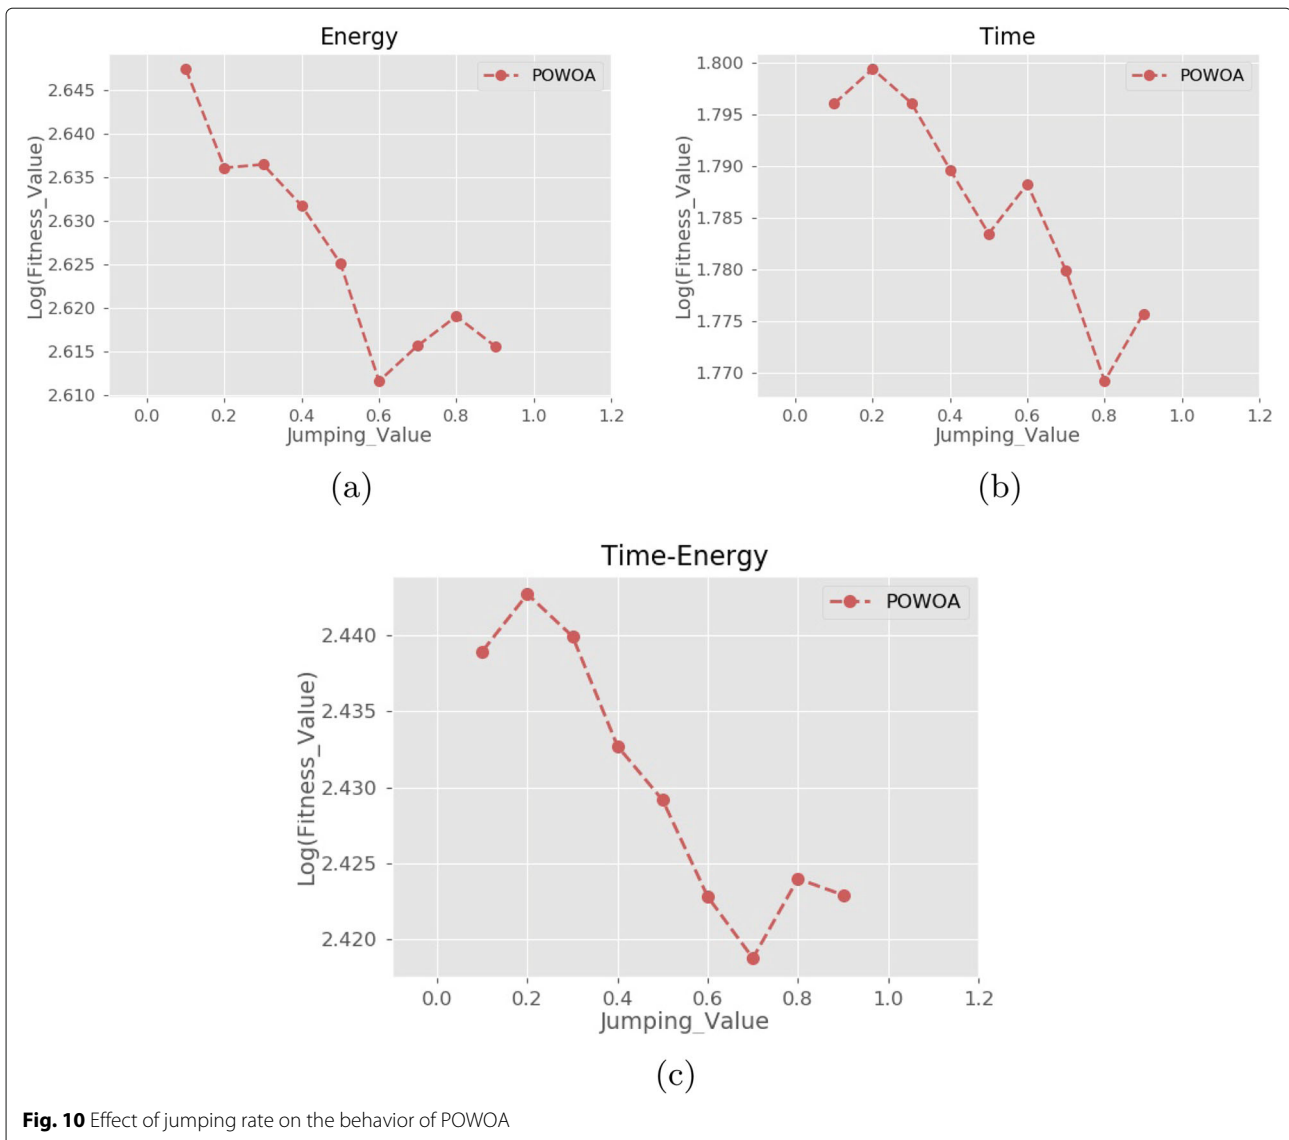 Energy
POWOA
Log(Fitness_Value)
2.645
2.640
2.635
2.630
2.625
2.620
2.615
2.610
0.0 0.2 0.4 0.6 0.8 1.0 1.2
Jumping_Value
(a)
Time
POWOA
Log(Fitness_Value)
1.800
1.795
1.790
1.785
1.780
1.775
1.770
0.0 0.2 0.4 0.6 0.8 1.0 1.2
Jumping_Value
(b)
Time-Energy
POWOA
Log(Fitness_Value)
2.440
2.435
2.430
2.425
2.420
0.0 0.2 0.4 0.6 0.8 1.0 1.2
Jumping_Value
(c)
Fig. 10 Effect of jumping rate on the behavior of POWOA